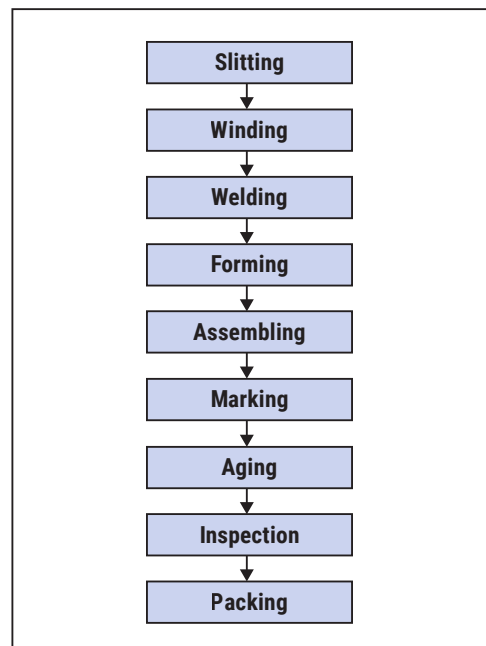 Slitting
Winding
Welding
Forming
Assembling
Marking
Aging
Inspection
Packing